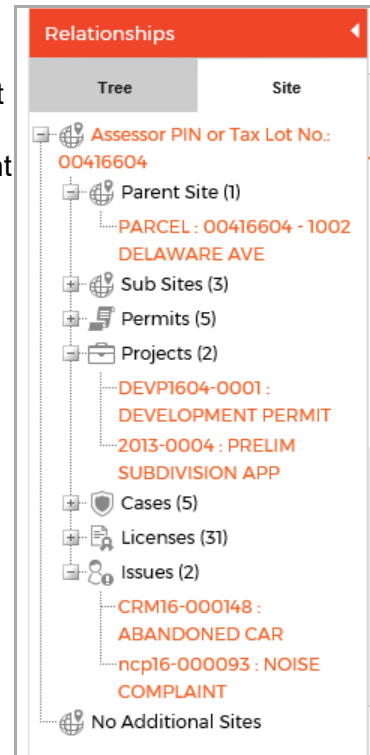 Relationships
Tree Site
t
Assessor PIN or Tax Lot No.:
nt
00416604
Parent Site (1)
PARCEL : 00416604 - 1002
DELAWARE AVE
Sub Sites (3)
Permits (5)
Projects (2)
DEVP1604-0001 :
DEVELOPMENT PERMIT
2013-0004 : PRELIM
SUBDIVISION APP
Cases (5)
Licenses (31)
Issues (2)
CRM16-000148 :
ABANDONED CAR
ncp16-000093 : NOISE
COMPLAINT
No Additional Sites